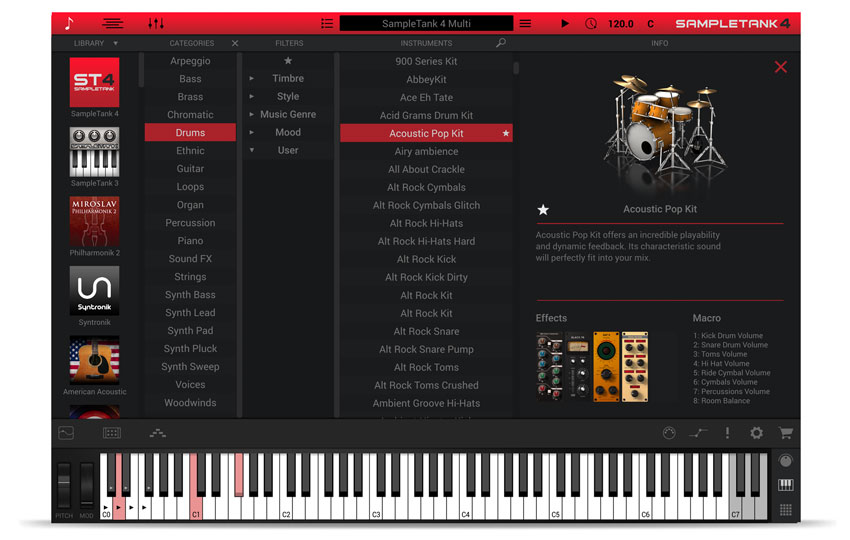 SampleTank 4 Multi
120.0
C
SAMPLETANK 4
LIBRARY
CATEGORIES
FILTERS
INSTRUMENTS
INFO
ST4
SAMPLETANK
SampleTank 4
SampleTank 3
MIROSLAV
PHILHARMONIK 2
Philharmonik 2
Syntronik
Syntronik
American Acoustic
Arpeggio
Bass
Brass
Chromatic
Drums
Ethnic
Guitar
Loops
Organ
Percussion
Piano
Sound FX
Strings
Synth Bass
Synth Lead
Synth Pad
Synth Pluck
Synth Sweep
Voices
Woodwinds
Timbre
Style
Music Genre
Mood
User
900 Series Kit
AbbeyKit
Ace Eh Tate
Acid Grams Drum Kit
Acoustic Pop Kit
Airy ambience
All About Crackle
Alt Rock Cymbals
Alt Rock Cymbals Glitch
Alt Rock Hi-Hats
Alt Rock Hi-Hats Hard
Alt Rock Kick
Alt Rock Kick Dirty
Alt Rock Kit
Alt Rock Kit
Alt Rock Snare
Alt Rock Snare Pump
Alt Rock Toms
Alt Rock Toms Crushed
Ambient Groove Hi-Hats
Acoustic Pop Kit
Acoustic Pop Kit offers an incredible playability
and dynamic feedback. Its characteristic sound
will perfectly fit into your mix.
Effects
Macro
1: Kick Drum Volume
2: Snare Drum Volume
3: Toms Volume
4: Hi Hat Volume
5: Ride Cymbal Volume
6: Cymbals Volume
7: Percussions Volume
8: Room Balance
PITCH
MOD
C0
C1
C2
C3
C4
C5
C6
C7